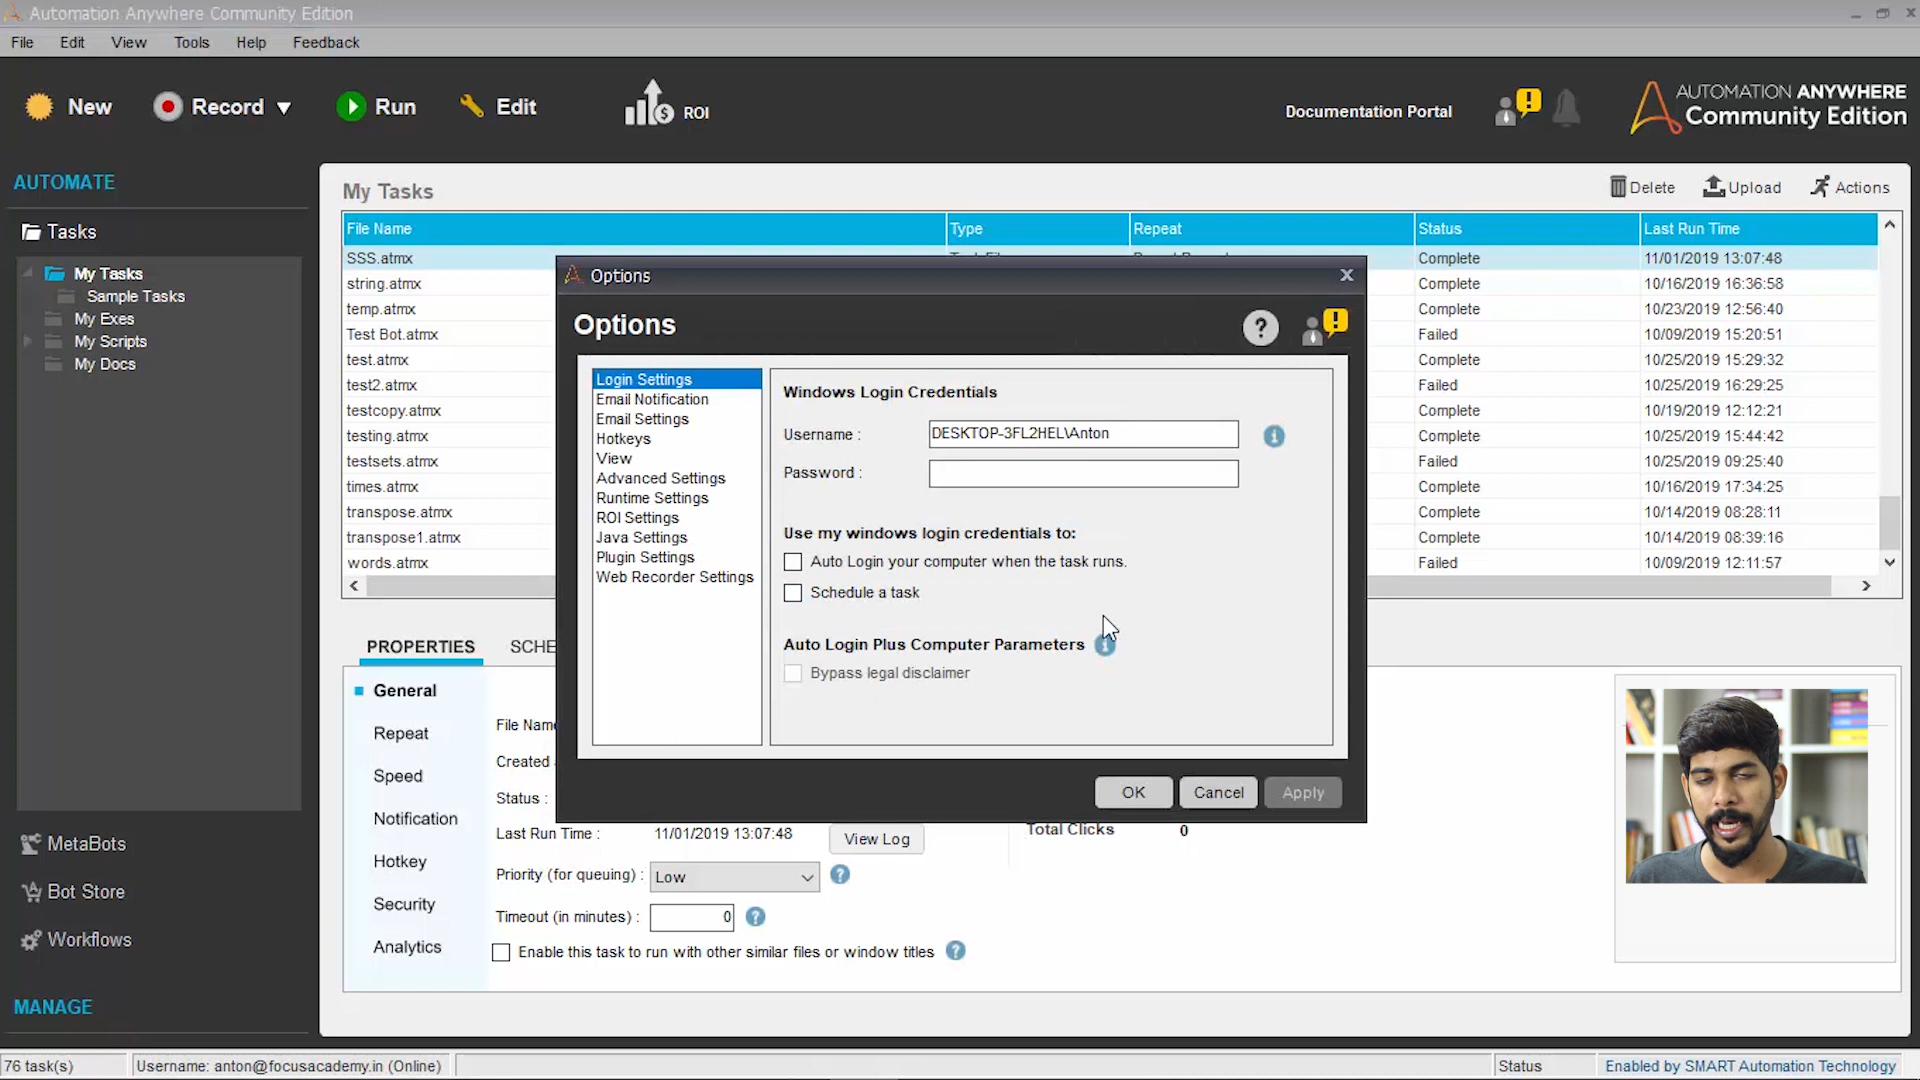 Automation Anywhere Community Edition
File Edit View Tools Help Feedback
New Record Run Edit ROI Documentation Portal
AUTOMATION ANYWHERE
Community Edition
AUTOMATE
Tasks
My Tasks
Sample Tasks
My Exes
My Scripts
My Docs
MetaBots
Bot Store
Workflows
MANAGE
My Tasks Delete Upload Actions
File Name Type Repeat Status Last Run Time
SSS.atmx Complete 11/01/2019 13:07:48
string.atmx Complete 10/16/2019 16:36:58
temp.atmx Complete 10/23/2019 12:56:40
Test Bot.atmx Failed 10/09/2019 15:20:51
test.atmx Complete 10/25/2019 15:29:32
test2.atmx Failed 10/25/2019 16:29:25
testcopy.atmx Complete 10/19/2019 12:12:21
testing.atmx Complete 10/25/2019 15:44:42
testsets.atmx Failed 10/25/2019 09:25:40
times.atmx Complete 10/16/2019 17:34:25
transpose.atmx Complete 10/14/2019 08:28:11
transpose1.atmx Complete 10/14/2019 08:39:16
words.atmx Failed 10/09/2019 12:11:57
Options
Options
Login Settings
Email Notification
Email Settings
Hotkeys
View
Advanced Settings
Runtime Settings
ROI Settings
Java Settings
Plugin Settings
Web Recorder Settings
Windows Login Credentials
Username : DESKTOP-3FL2HEL\Anton
Password :
Use my windows login credentials to:
Auto Login your computer when the task runs.
Schedule a task
Auto Login Plus Computer Parameters
Bypass legal disclaimer
OK Cancel Apply
PROPERTIES SCHE
General
Repeat
Speed
Notification
Hotkey
Security
Analytics
File Name
Created
Status :
Last Run Time : 11/01/2019 13:07:48 View Log Total Clicks 0
Priority (for queuing) : Low
Timeout (in minutes) : 0
Enable this task to run with other similar files or window titles
76 task(s) Username: anton@focusacademy.in (Online) Status Enabled by SMART Automation Technology